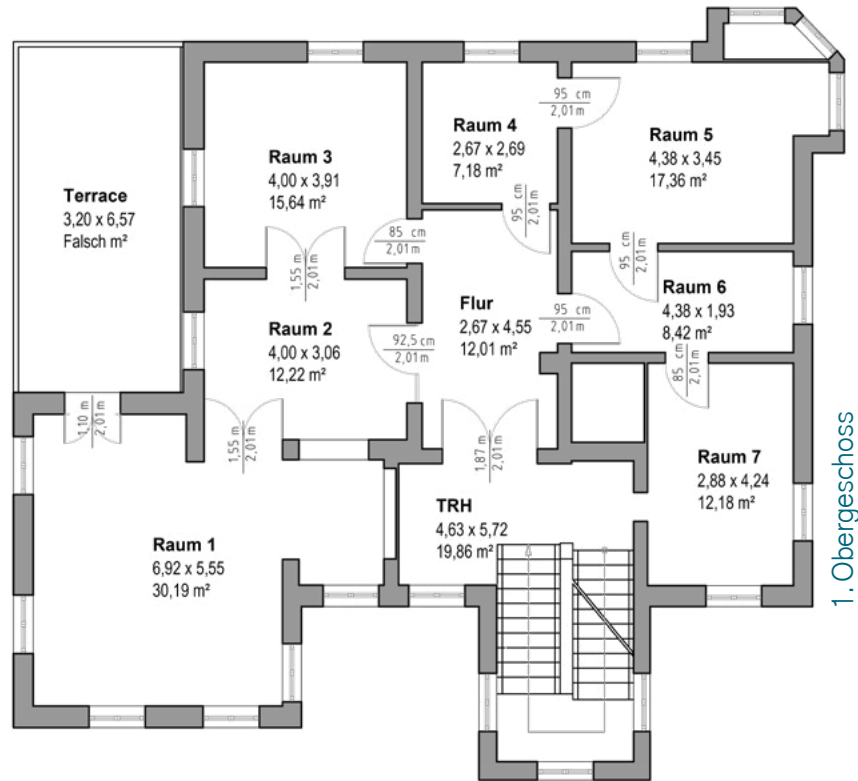 Terrace
3,20 x 6,57
Falsch m²
Raum 3
4,00 x 3,91
15,64 m²
Raum 4
2,67 x 2,69
7,18 m²
95 cm
2,01 m
Raum 5
4,38 x 3,45
17,36 m²
95 cm
2,01 m
85 cm
2,01 m
1,55 m
2,01 m
95 cm
2,01 m
Raum 2
4,00 x 3,06
12,22 m²
92,5 cm
2,01 m
Flur
2,67 x 4,55
12,01 m²
95 cm
2,01 m
Raum 6
4,38 x 1,93
8,42 m²
85 cm
2,01 m
1,10 m
2,01 m
1,55 m
2,01 m
1,87 m
2,01 m
Raum 7
2,88 x 4,24
12,18 m²
TRH
4,63 x 5,72
19,86 m²
Raum 1
6,92 x 5,55
30,19 m²
1. Obergeschoss